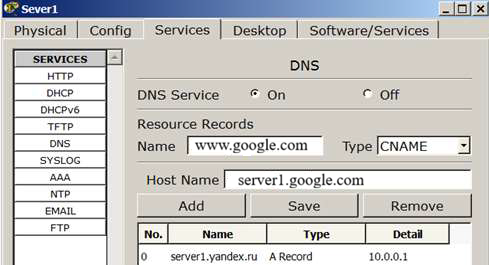 Sever1
Physical Config Services Desktop Software/Services
SERVICES
HTTP
DHCP
DHCPv6
TFTP
DNS
SYSLOG
AAA
NTP
EMAIL
FTP
DNS
DNS Service On Off
Resource Records
Name www.google.com Type CNAME
Host Name server1.google.com
Add Save Remove
No. Name Type Detail
0 server1.yandex.ru A Record 10.0.0.1